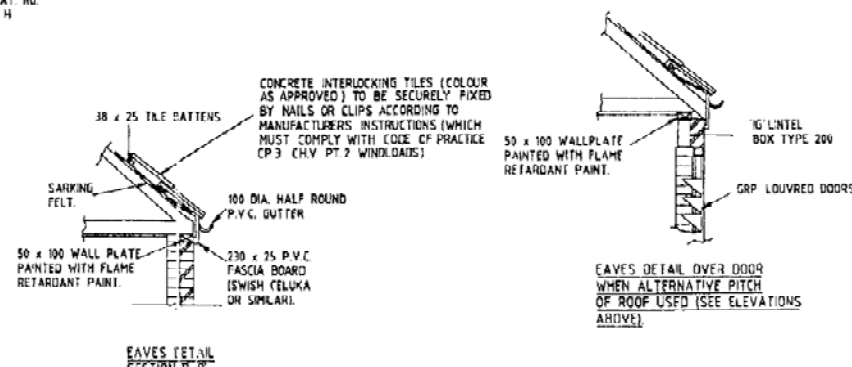 H
CONCRETE INTERLOCKING TILES (COLOUR
AS APPROVED) TO BE SECURELY FIXED
BY NAILS OR CLIPS ACCORDING TO
MANUFACTURERS INSTRUCTIONS (WHICH
MUST COMPLY WITH CODE OF PRACTICE
CP3 CH.V PT.2 WINDLOADS)
38 x 25 TILE BATTENS
SARKING
FELT.
100 DIA. HALF ROUND
P.V.C. GUTTER
50 x 100 WALL PLATE
PAINTED WITH FLAME
RETARDANT PAINT.
230 x 25 P.V.C.
FASCIA BOARD
(SWISH CELUKA
OR SIMILAR).
EAVES DETAIL
50 x 100 WALLPLATE
PAINTED WITH FLAME
RETARDANT PAINT.
'IG' LINTEL
BOX TYPE 200
GRP LOUVRED DOORS
EAVES DETAIL OVER DOOR
WHEN ALTERNATIVE PITCH
OF ROOF USED (SEE ELEVATIONS
ABOVE).